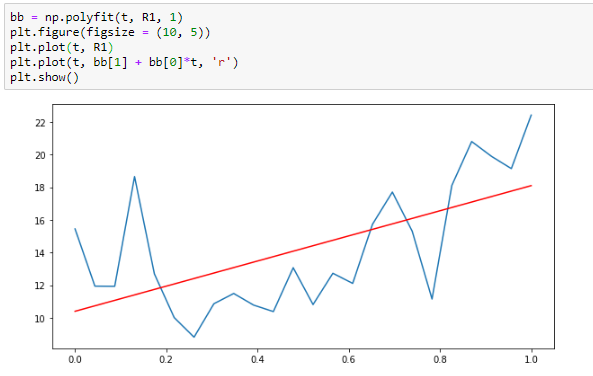 bb = np.polyfit(t, R1, 1)
plt.figure(figsize = (10, 5))
plt.plot(t, R1)
plt.plot(t, bb[1] + bb[0]*t, 'r')
plt.show()
22
20
18
16
14
12
10
0.0 0.2 0.4 0.6 0.8 1.0